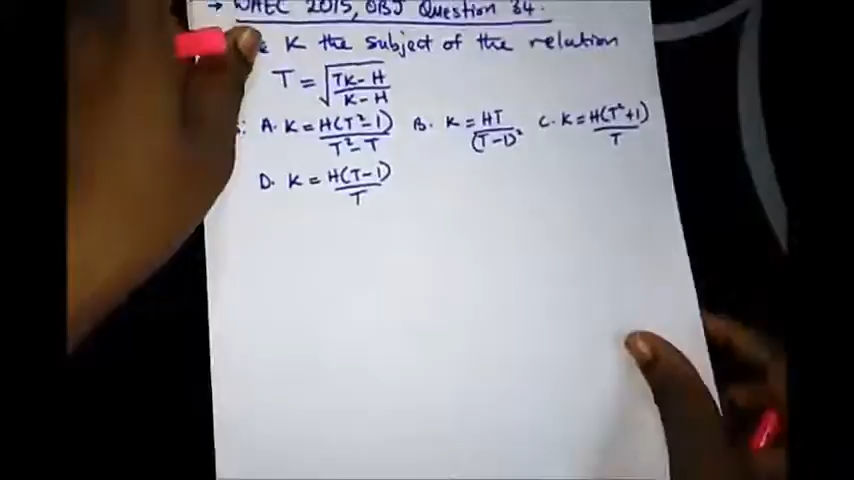 → WAEC 2015, OBJ Question 34.
K the subject of the relation
T = √(TK-H / K-H)
A. K = H(T²-1) / T²-T B. K = HT / (T-1)² C. K = H(T²+1) / T
D. K = H(T-1) / T